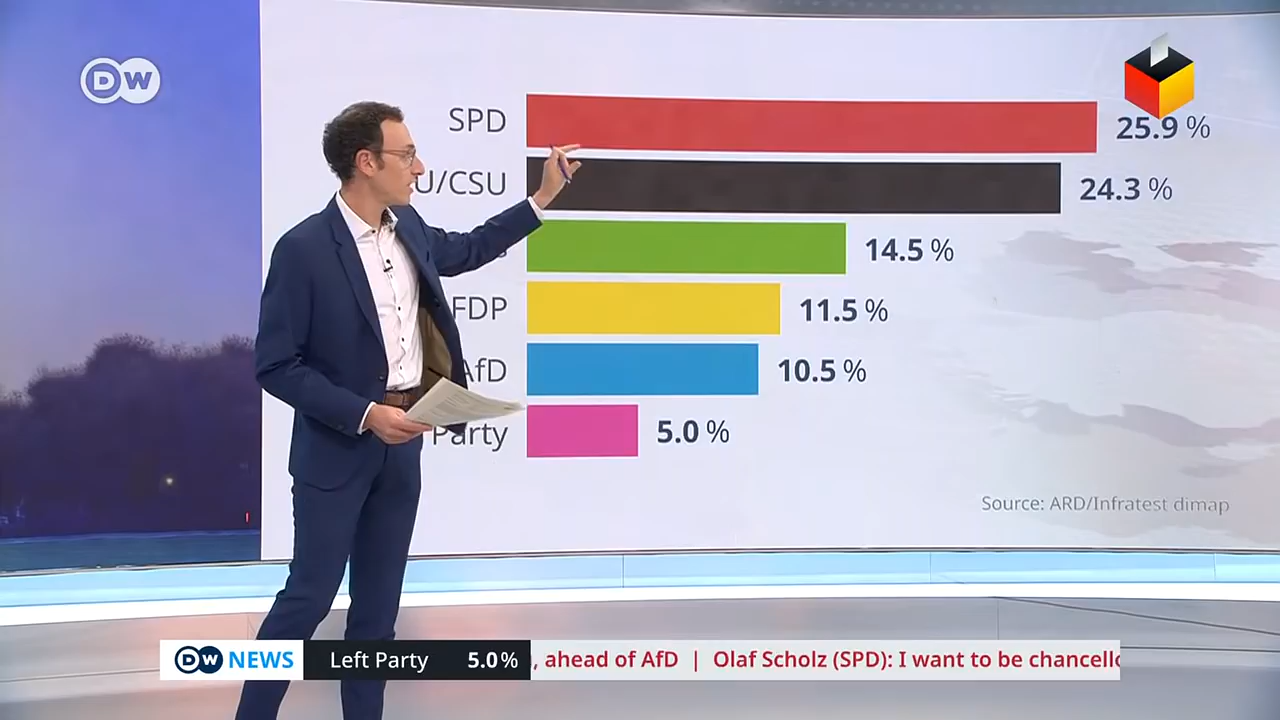 DW
SPD 25.9 %
U/CSU 24.3 %
s 14.5 %
FDP 11.5 %
AfD 10.5 %
Party 5.0 %
Source: ARD/Infratest dimap
DW NEWS Left Party 5.0% , ahead of AfD | Olaf Scholz (SPD): I want to be chancello